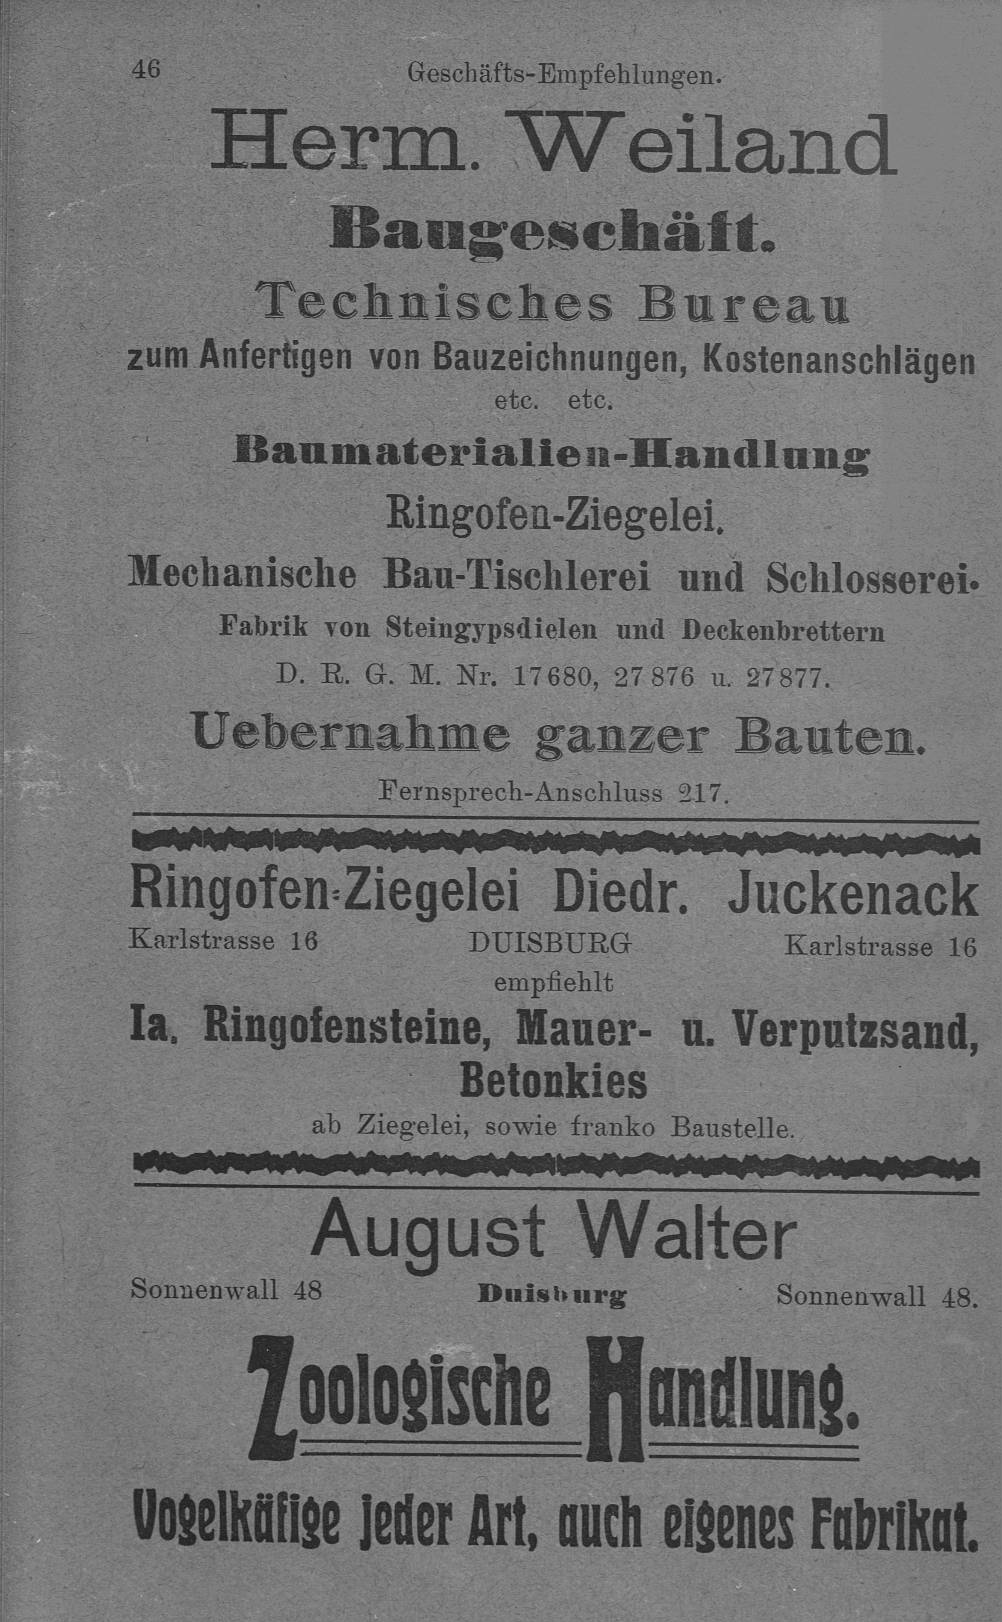 46 Geschäfts-Empfehlungen.
Herm. Weiland
Baugeschäft.
Technisches Bureau
zum Anfertigen von Bauzeichnungen, Kostenanschlägen
etc. etc.
Baumaterialien-Handlung
Ringofen-Ziegelei.
Mechanische Bau-Tischlerei und Schlosserei.
Fabrik von Steingypsdielen und Deckenbrettern
D. R. G. M. Nr. 17680, 27876 u. 27877.
Uebernahme ganzer Bauten.
Fernsprech-Anschluss 217.
Ringofen-Ziegelei Diedr. Juckenack
Karlstrasse 16 DUISBURG Karlstrasse 16
empfiehlt
Ia. Ringofensteine, Mauer- u. Verputzsand,
Betonkies
ab Ziegelei, sowie franko Baustelle.
August Walter
Sonnenwall 48 Duisburg Sonnenwall 48.
Zoologische Handlung.
Vogelkäfige jeder Art, auch eigenes Fabrikat.